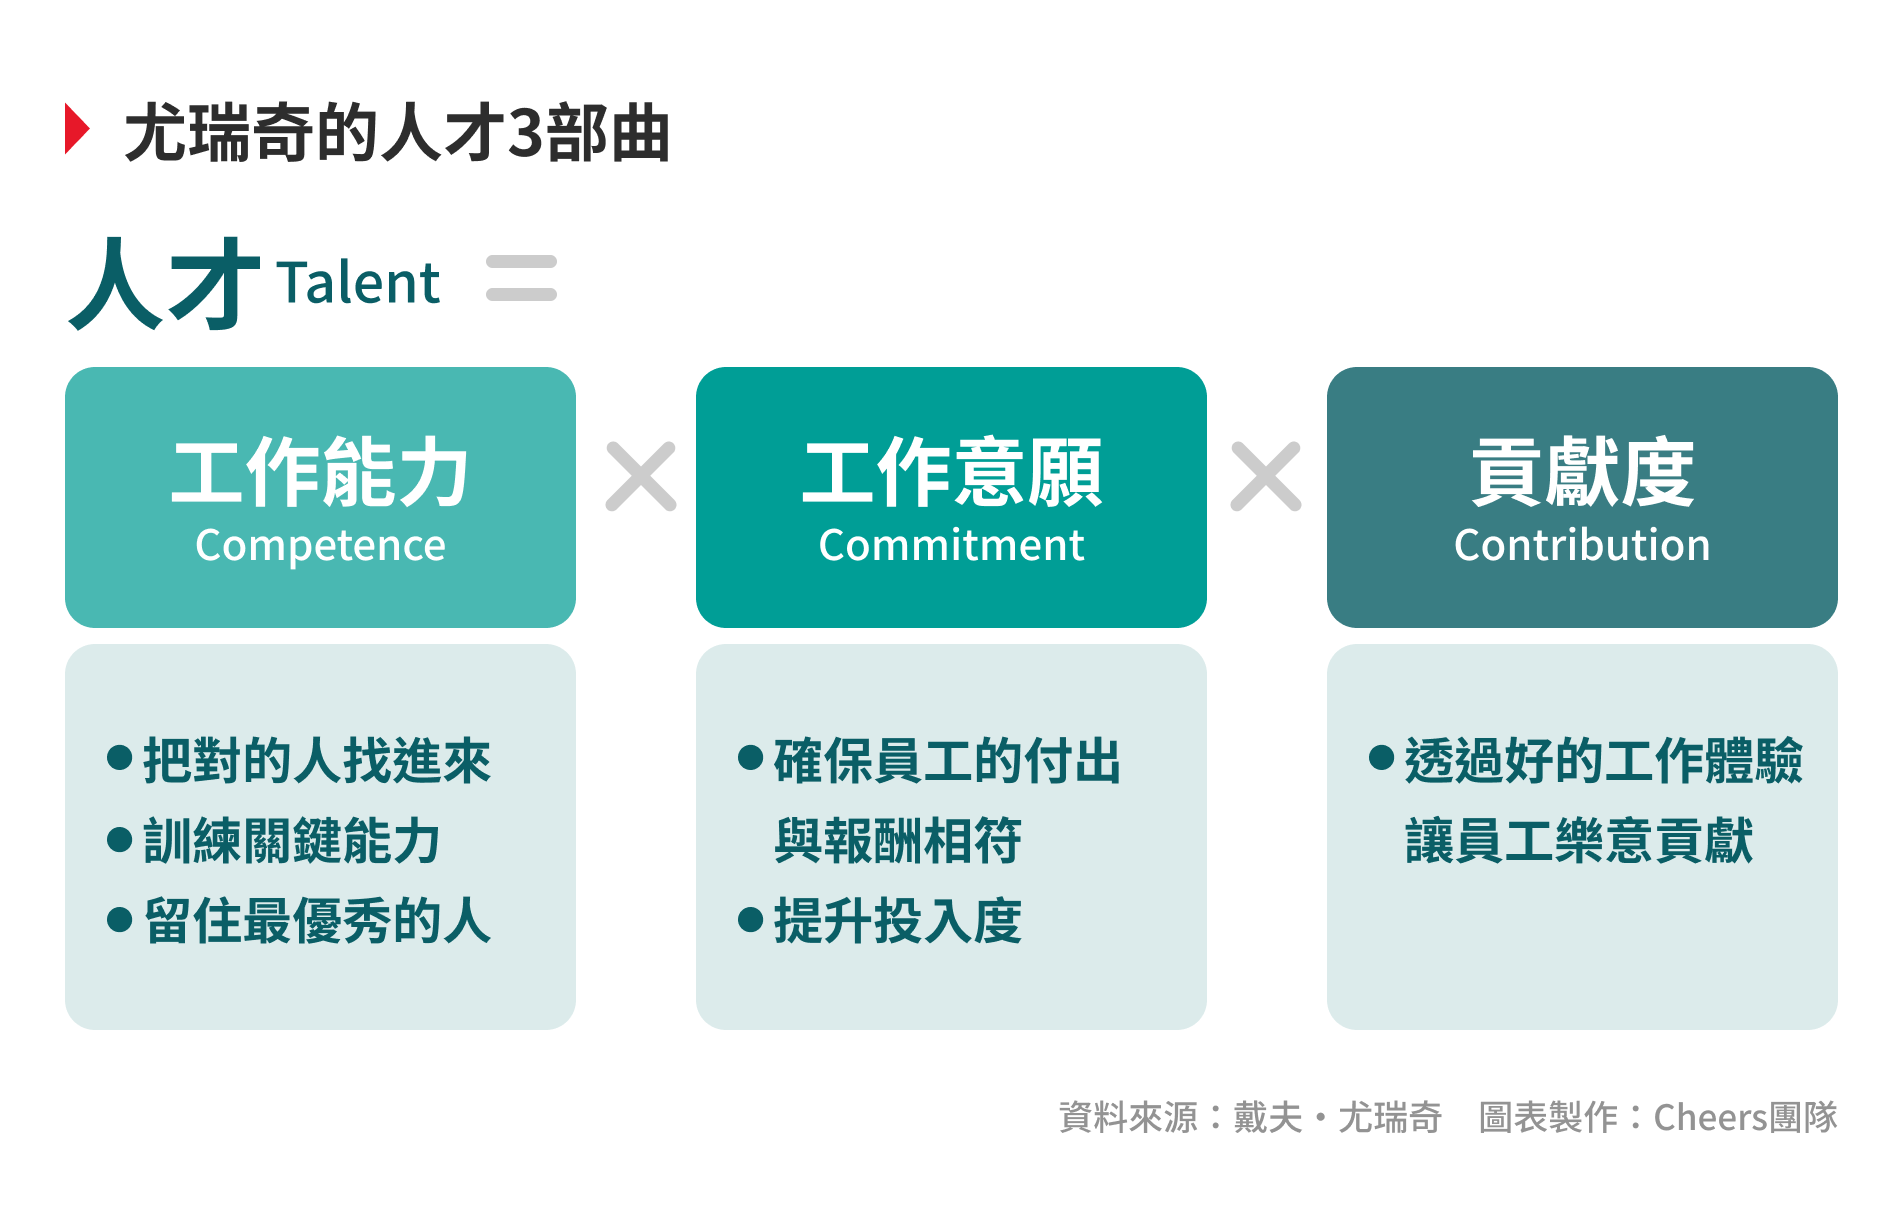 尤瑞奇的人才3部曲
人才 Talent =
工作能力
Competence
×
工作意願
Commitment
×
貢獻度
Contribution
●把對的人找進來
●訓練關鍵能力
●留住最優秀的人
●確保員工的付出
與報酬相符
●提升投入度
●透過好的工作體驗
讓員工樂意貢獻
資料來源：戴夫・尤瑞奇　圖表製作：Cheers團隊